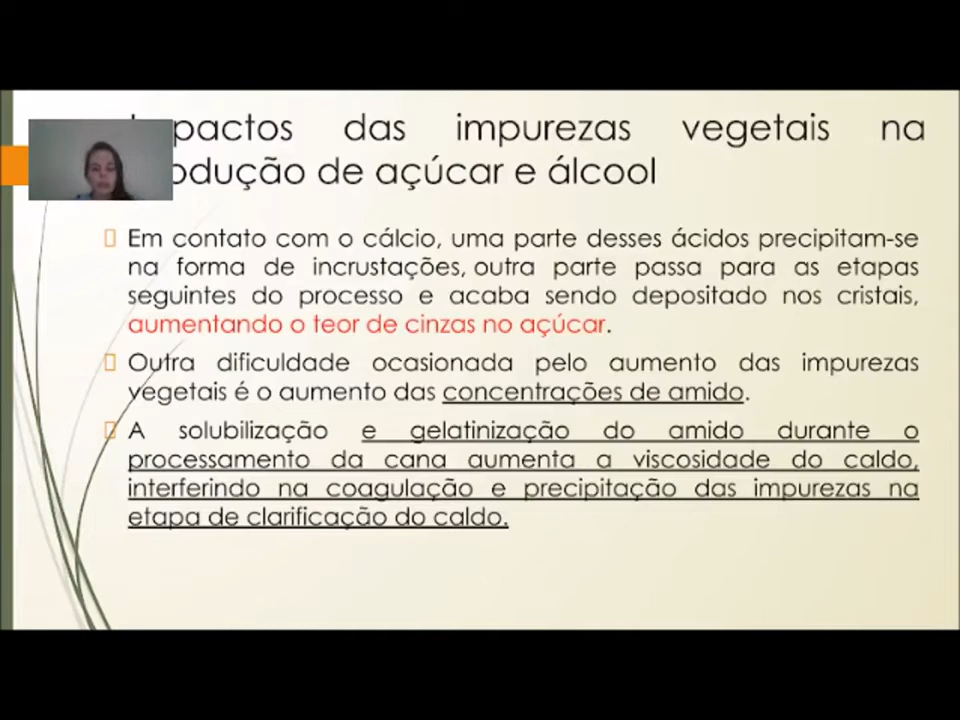 Impactos das impurezas vegetais na
produção de açúcar e álcool
Em contato com o cálcio, uma parte desses ácidos precipitam-se
na forma de incrustações, outra parte passa para as etapas
seguintes do processo e acaba sendo depositado nos cristais,
aumentando o teor de cinzas no açúcar.
Outra dificuldade ocasionada pelo aumento das impurezas
vegetais é o aumento das concentrações de amido.
A solubilização e gelatinização do amido durante o
processamento da cana aumenta a viscosidade do caldo,
interferindo na coagulação e precipitação das impurezas na
etapa de clarificação do caldo.